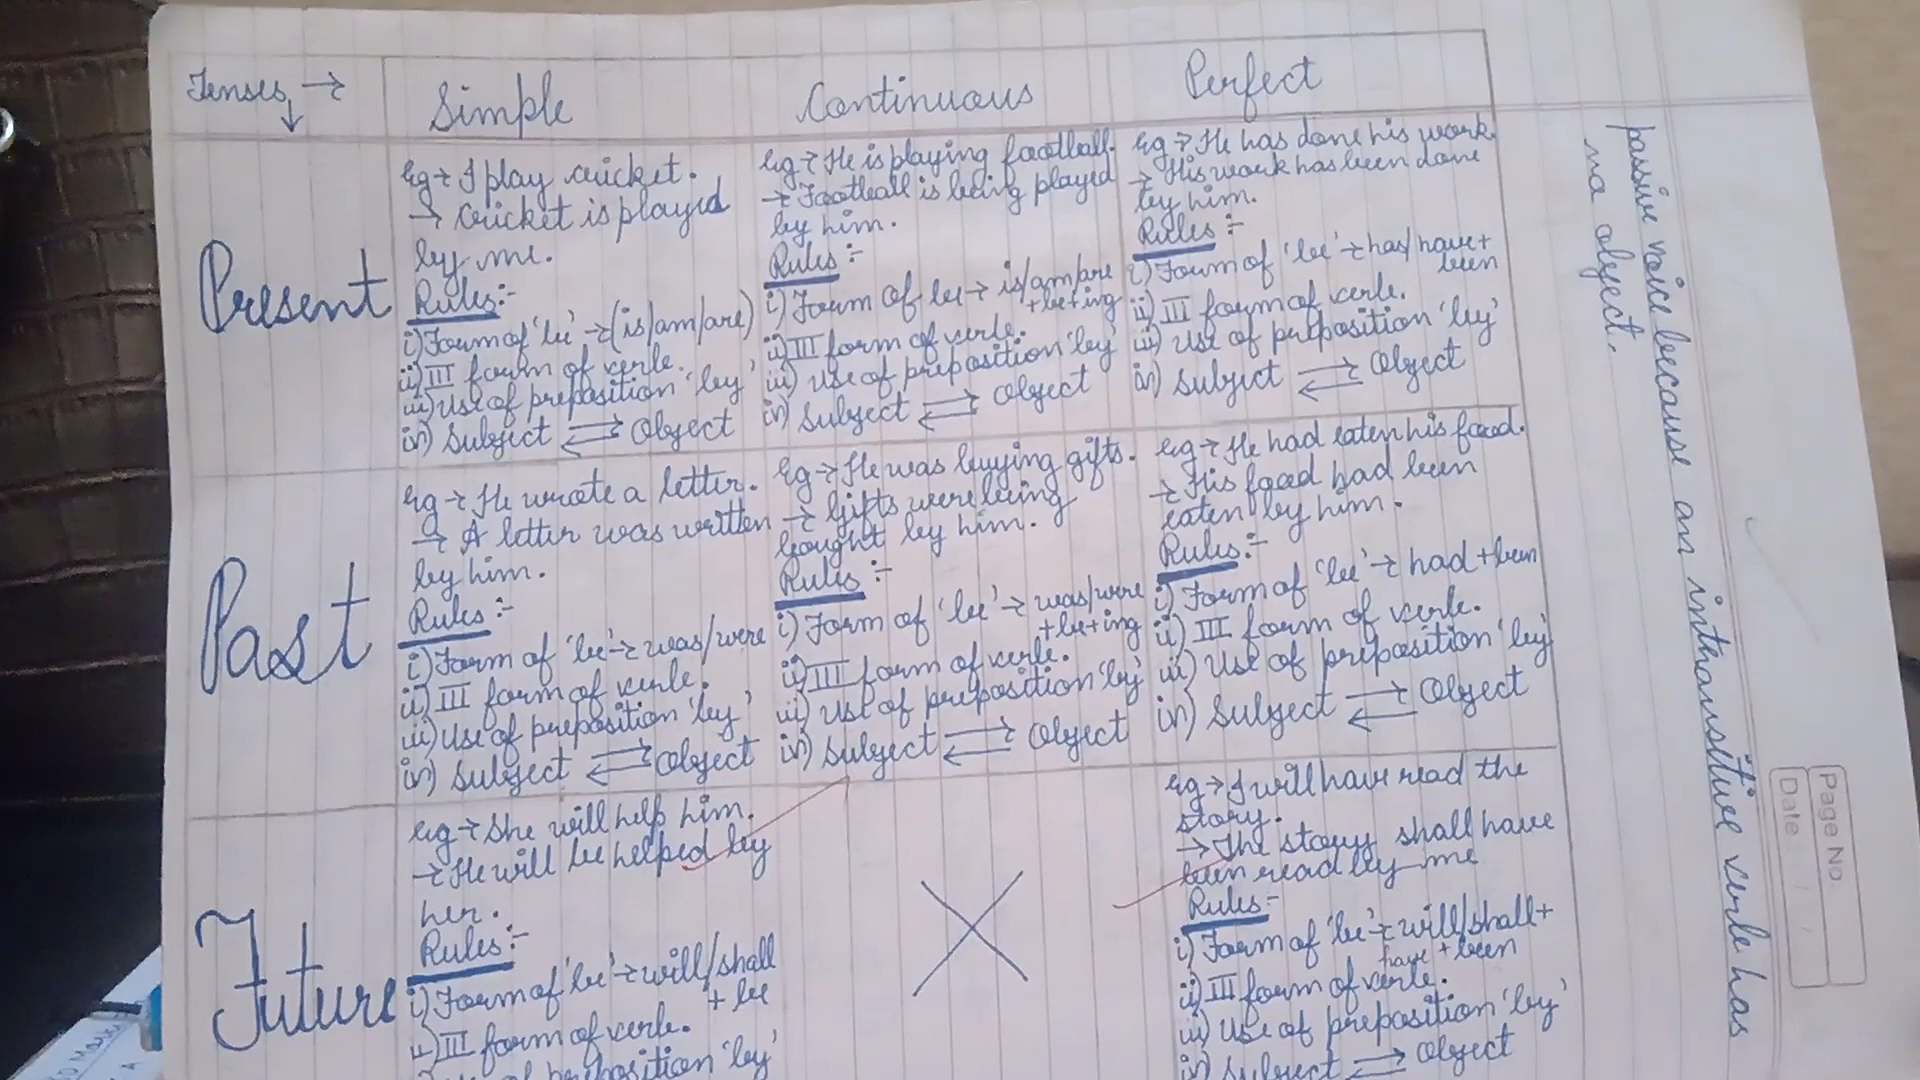 Tenses →
↓
Simple
Continuous
Perfect
Present
Eg → I play cricket.
→ Cricket is played
by me.
Rules:-
i) Form of 'be' → (is/am/are)
ii) III form of verb.
iii) Use of preposition 'by'
iv) Subject ⇄ Object
Eg → He is playing football.
→ Football is being played
by him.
Rules :-
i) Form of be → is/am/are
+be+ing
ii) III form of verb.
iii) Use of preposition 'by'
iv) Subject ⇄ Object
Eg → He has done his work.
→ His work has been done
by him.
Rules :-
i) Form of 'be' → has/have+
been
ii) III form of verb.
iii) Use of preposition 'by'
iv) Subject ⇄ Object
Past
Eg → He wrote a letter.
→ A letter was written
by him.
Rules :-
i) Form of 'be' → was/were
ii) III form of verb.
iii) Use of preposition 'by'
iv) Subject ⇄ Object
Eg → He was buying gifts.
→ Gifts were being
bought by him.
Rules :-
i) Form of 'be' → was/were
+be+ing
ii) III form of verb.
iii) Use of preposition 'by'
iv) Subject ⇄ Object
Eg → He had eaten his food.
→ His food had been
eaten by him.
Rules :-
i) Form of 'be' → had+been
ii) III form of verb.
iii) Use of preposition 'by'
iv) Subject ⇄ Object
Future
Eg → She will help him.
→ He will be helped by
her.
Rules :-
i) Form of 'be' → will/shall
+ be
ii) III form of verb.
of preposition 'by'
Eg → I will have read the
story.
→ The story shall have
been read by me
Rules :-
i) Form of 'be' → will/shall+
have + been
ii) III form of verb.
iii) Use of preposition 'by'
iv) Subject ⇄ Object
passive voice because an intransitive verb has
no object.
Page No.
Date